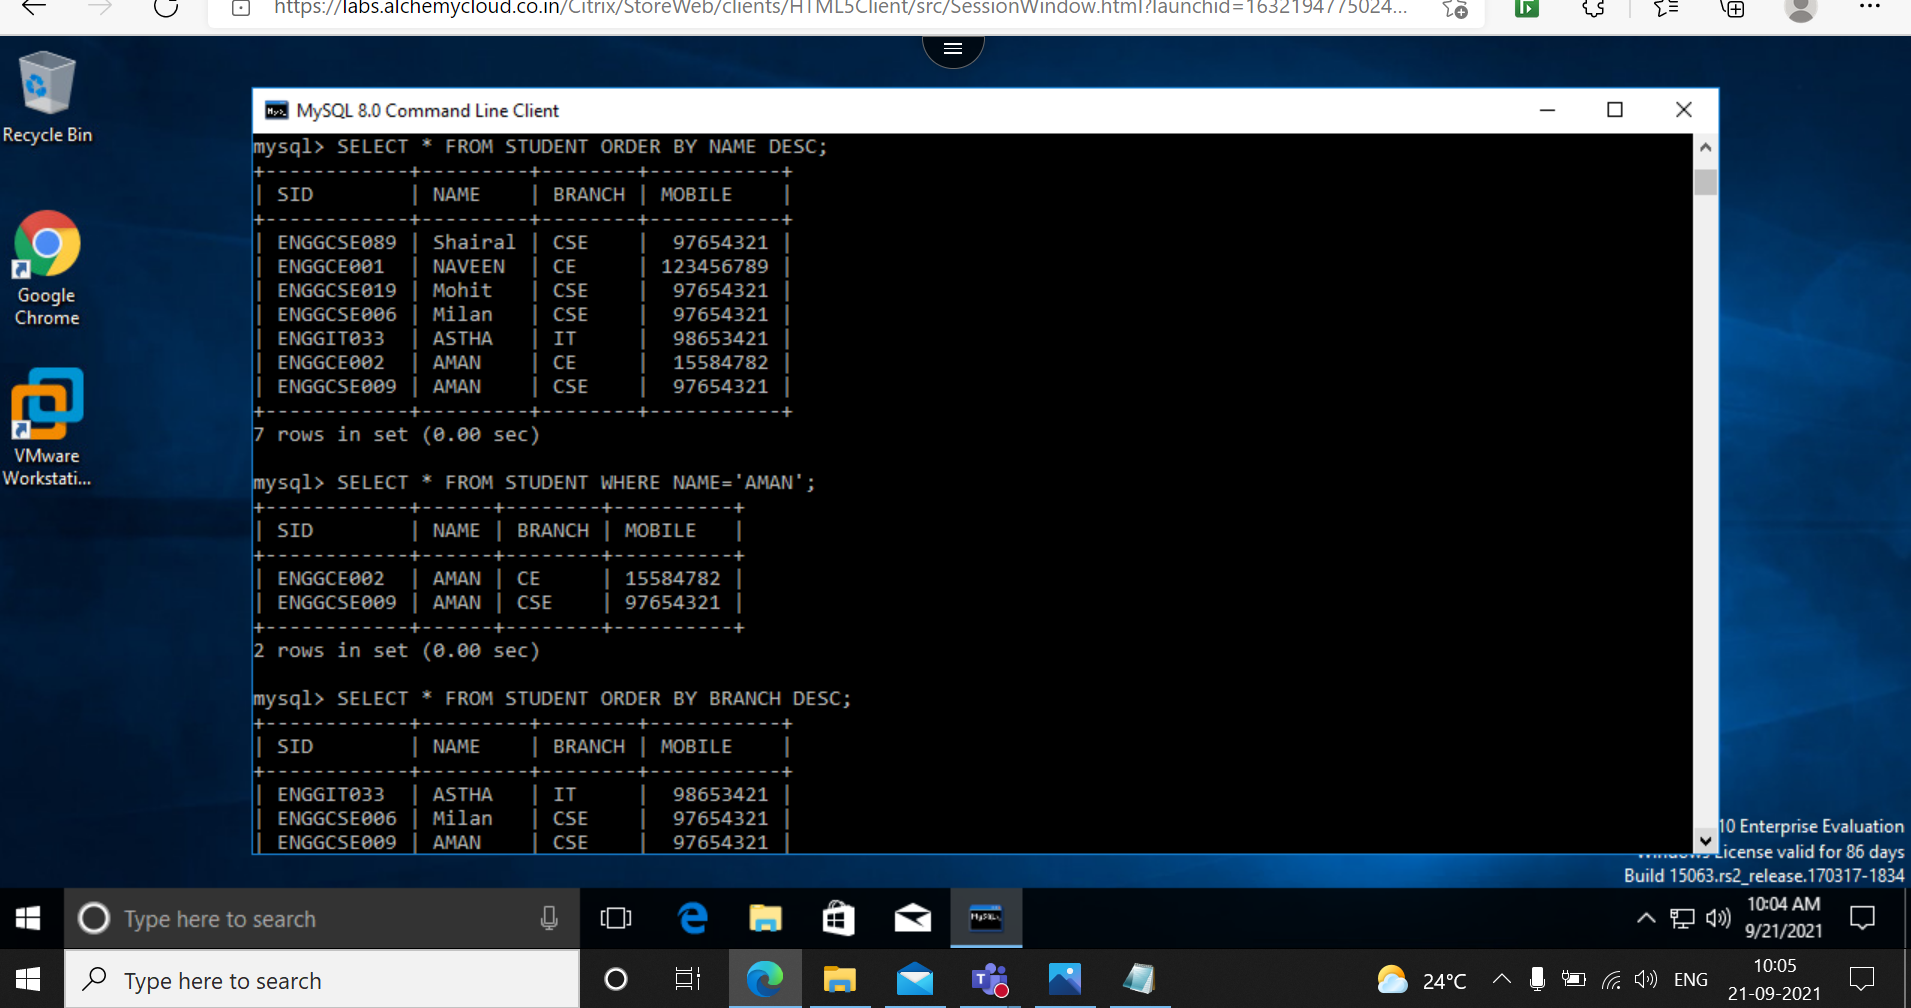 https://labs.alchemycloud.co.in/Citrix/StoreWeb/clients/HTML5Client/src/SessionWindow.html?launchid=1632194775024...
Recycle Bin
Google
Chrome
VMware
Workstati...
MySQL 8.0 Command Line Client
mysql> SELECT * FROM STUDENT ORDER BY NAME DESC;
+------------+---------+--------+-----------+
| SID        | NAME    | BRANCH | MOBILE    |
+------------+---------+--------+-----------+
| ENGGCSE089 | Shairal | CSE    |  97654321 |
| ENGGCE001  | NAVEEN  | CE     | 123456789 |
| ENGGCSE019 | Mohit   | CSE    |  97654321 |
| ENGGCSE006 | Milan   | CSE    |  97654321 |
| ENGGIT033  | ASTHA   | IT     |  98653421 |
| ENGGCE002  | AMAN    | CE     |  15584782 |
| ENGGCSE009 | AMAN    | CSE    |  97654321 |
+------------+---------+--------+-----------+
7 rows in set (0.00 sec)
mysql> SELECT * FROM STUDENT WHERE NAME='AMAN';
+------------+------+--------+----------+
| SID        | NAME | BRANCH | MOBILE   |
+------------+------+--------+----------+
| ENGGCE002  | AMAN | CE     | 15584782 |
| ENGGCSE009 | AMAN | CSE    | 97654321 |
+------------+------+--------+----------+
2 rows in set (0.00 sec)
mysql> SELECT * FROM STUDENT ORDER BY BRANCH DESC;
+------------+---------+--------+-----------+
| SID        | NAME    | BRANCH | MOBILE    |
+------------+---------+--------+-----------+
| ENGGIT033  | ASTHA   | IT     |  98653421 |
| ENGGCSE006 | Milan   | CSE    |  97654321 |
| ENGGCSE009 | AMAN    | CSE    |  97654321 |
10 Enterprise Evaluation
Windows License valid for 86 days
Build 15063.rs2_release.170317-1834
Type here to search
10:04 AM
9/21/2021
Type here to search
24°C
ENG
10:05
21-09-2021